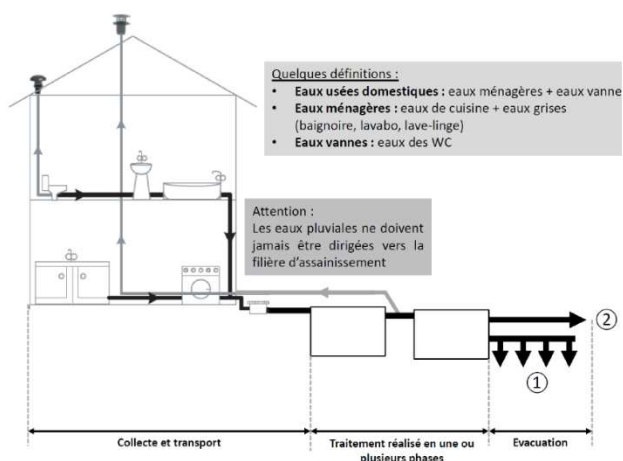 Quelques définitions :
• Eaux usées domestiques : eaux ménagères + eaux vanne
• Eaux ménagères : eaux de cuisine + eaux grises
(baignoire, lavabo, lave-linge)
• Eaux vannes : eaux des WC
Attention :
Les eaux pluviales ne doivent
jamais être dirigées vers la
filière d'assainissement
2
1
Collecte et transport
Traitement réalisé en une ou
plusieurs phases
Evacuation